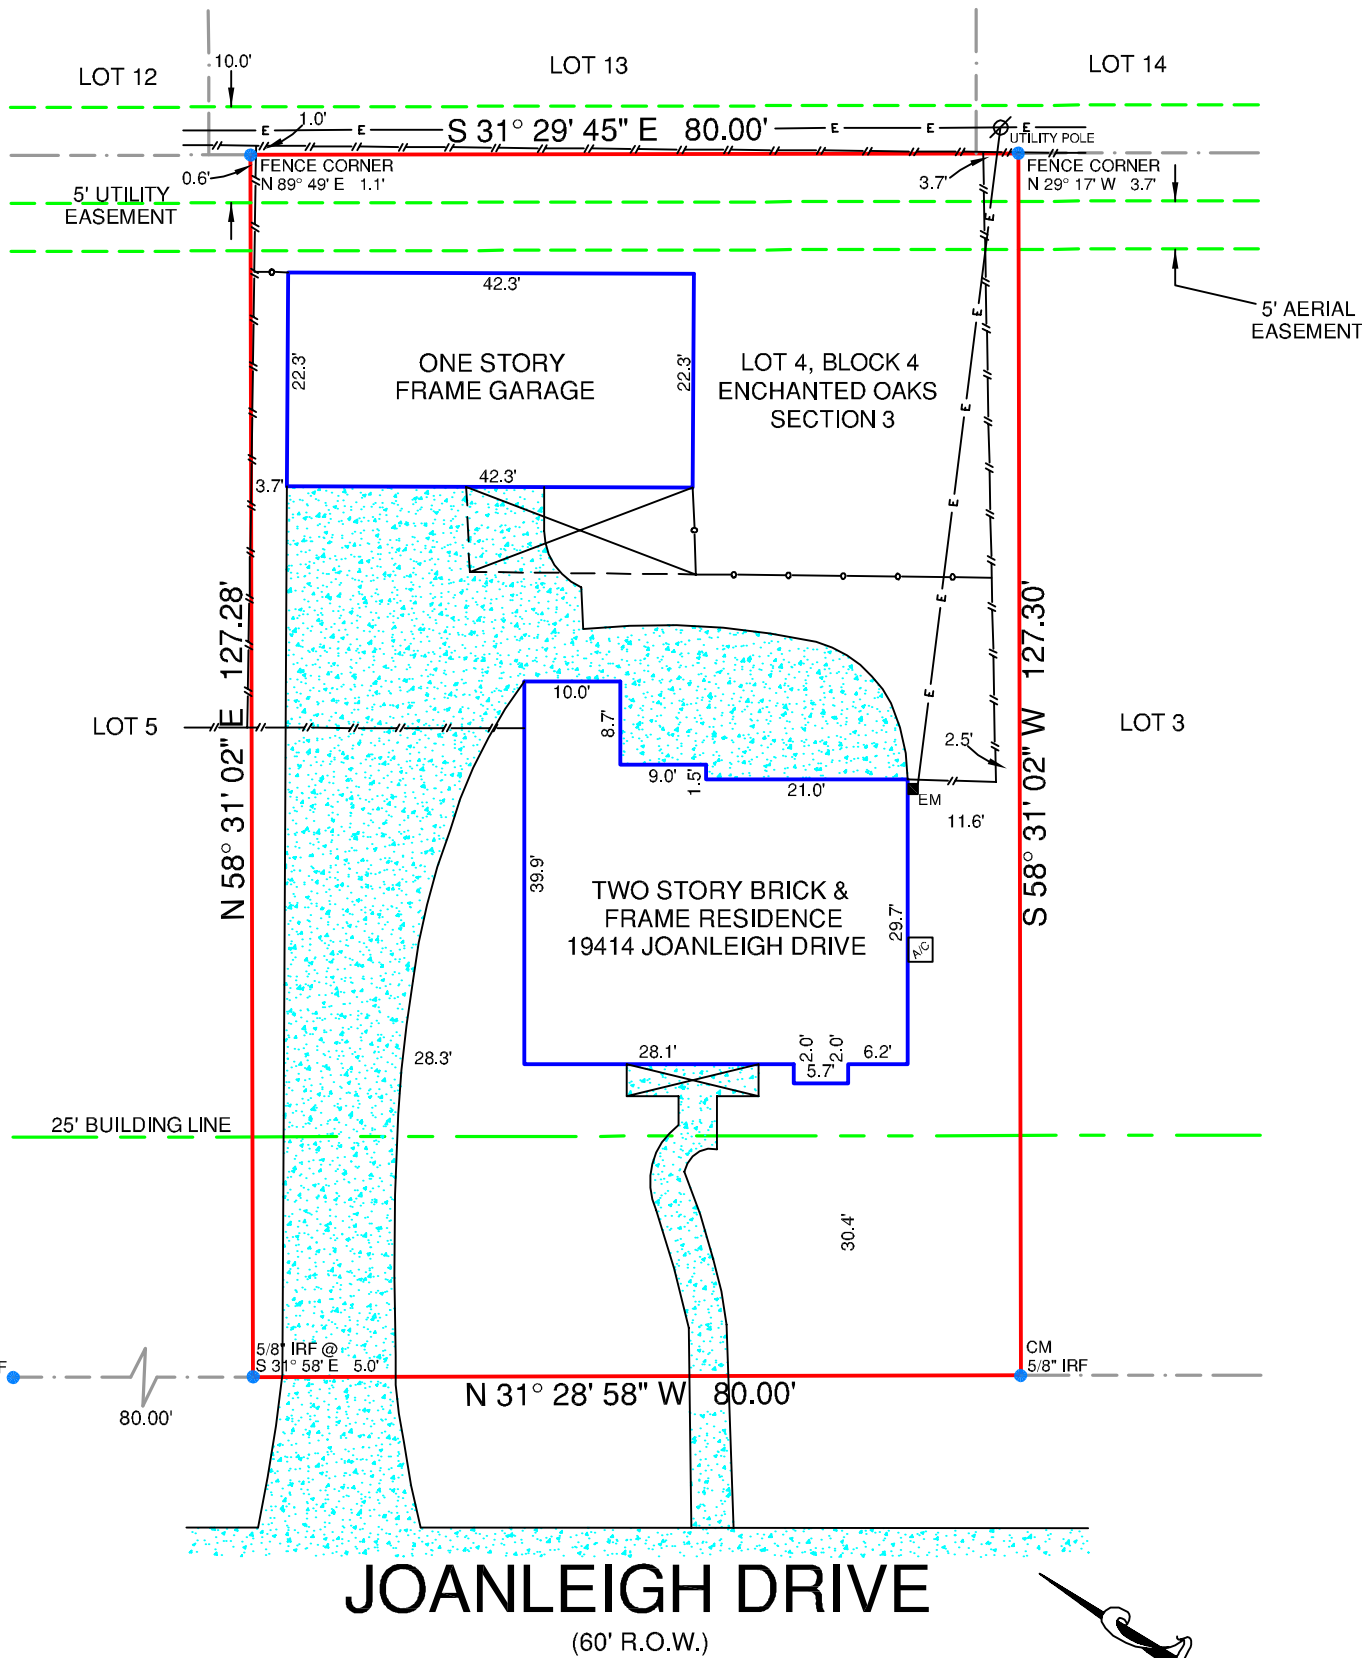 LOT 12
10.0'
LOT 13
LOT 14
1.0'
S 31° 29' 45" E 80.00'
E E E E E
UTILITY POLE
0.6'
FENCE CORNER
N 89° 49' E 1.1'
3.7'
FENCE CORNER
N 29° 17' W 3.7'
5' UTILITY
EASEMENT
E
42.3'
5' AERIAL
EASEMENT
E
22.3'
ONE STORY
FRAME GARAGE
22.3'
LOT 4, BLOCK 4
ENCHANTED OAKS
SECTION 3
E
3.7'
42.3'
E
E
N 58° 31' 02" E 127.28'
S 58° 31' 02" W 127.30'
10.0'
E
LOT 5
8.7'
LOT 3
2.5'
9.0'
1.5'
21.0'
EM
11.6'
39.9'
TWO STORY BRICK &
FRAME RESIDENCE
19414 JOANLEIGH DRIVE
29.7'
A/C
28.3'
28.1'
2.0'
5.7'
2.0'
6.2'
25' BUILDING LINE
30.4'
5/8" IRF @
S 31° 58' E 5.0'
CM
5/8" IRF
F
80.00'
N 31° 28' 58" W 80.00'
JOANLEIGH DRIVE
(60' R.O.W.)